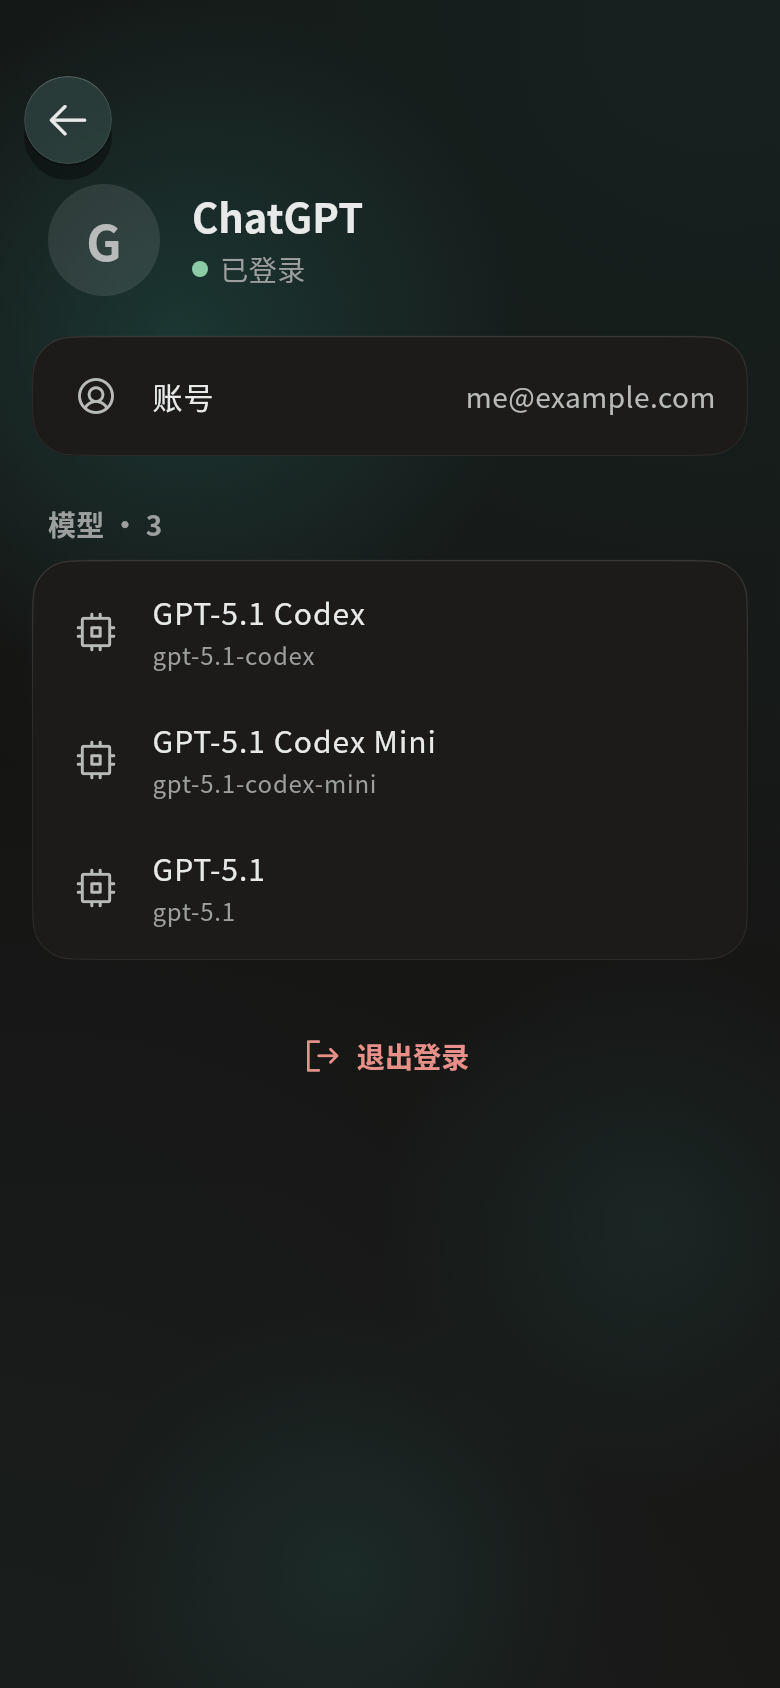 G
ChatGPT
已登录
账号 me@example.com
模型 · 3
GPT-5.1 Codex
gpt-5.1-codex
GPT-5.1 Codex Mini
gpt-5.1-codex-mini
GPT-5.1
gpt-5.1
退出登录